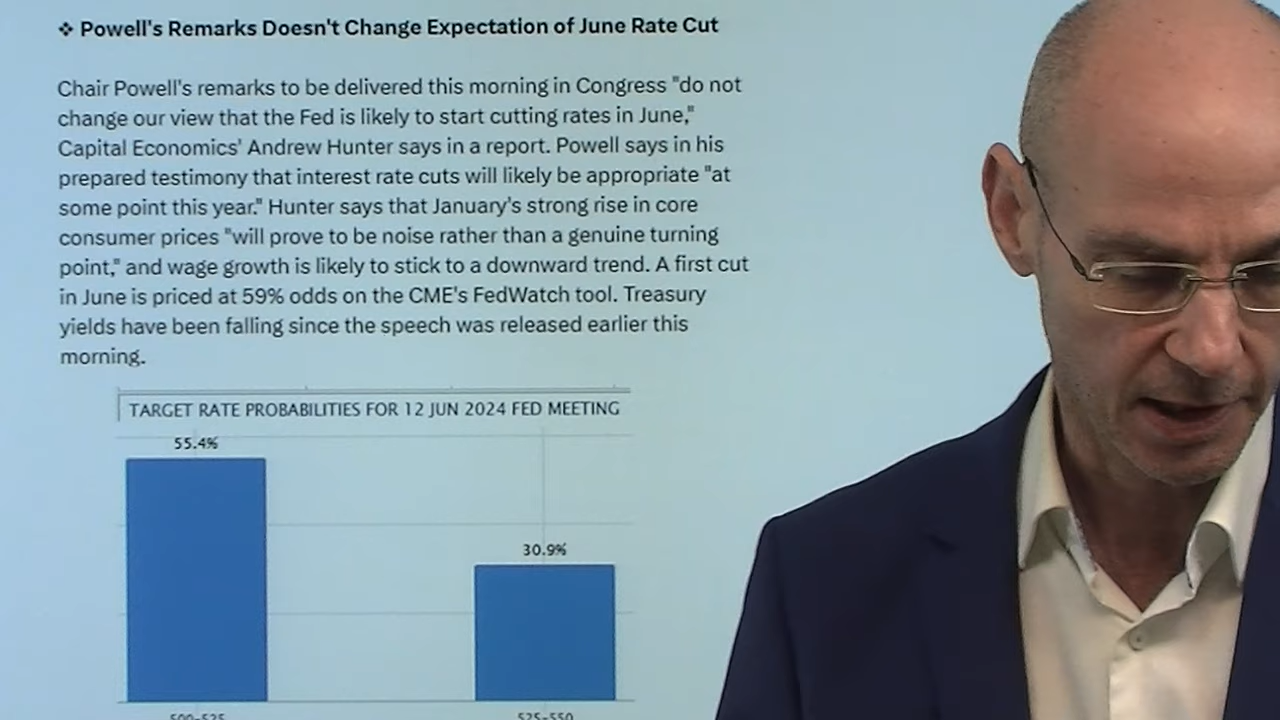 ❖ Powell's Remarks Doesn't Change Expectation of June Rate Cut
Chair Powell's remarks to be delivered this morning in Congress "do not
change our view that the Fed is likely to start cutting rates in June,"
Capital Economics' Andrew Hunter says in a report. Powell says in his
prepared testimony that interest rate cuts will likely be appropriate "at
some point this year." Hunter says that January's strong rise in core
consumer prices "will prove to be noise rather than a genuine turning
point," and wage growth is likely to stick to a downward trend. A first cut
in June is priced at 59% odds on the CME's FedWatch tool. Treasury
yields have been falling since the speech was released earlier this
morning.
TARGET RATE PROBABILITIES FOR 12 JUN 2024 FED MEETING
55.4%
30.9%
500-525
525-550